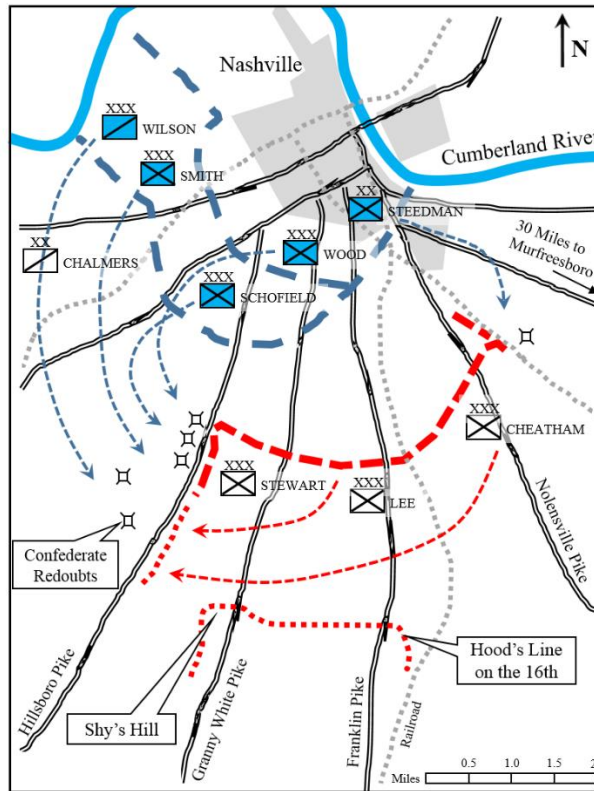 N
Nashville
XXX
WILSON
XXX
SMITH
Cumberland River
XX
STEEDMAN
30 Miles to
Murfreesboro
XX
CHALMERS
XXX
WOOD
XXX
SCHOFIELD
XXX
CHEATHAM
XXX
STEWART
XXX
LEE
Nolensville Pike
Confederate
Redoubts
Hood's Line
on the 16th
Shy's Hill
Hillsboro Pike
Granny White Pike
Franklin Pike
Railroad
Miles
0.5
1.0
1.5
2